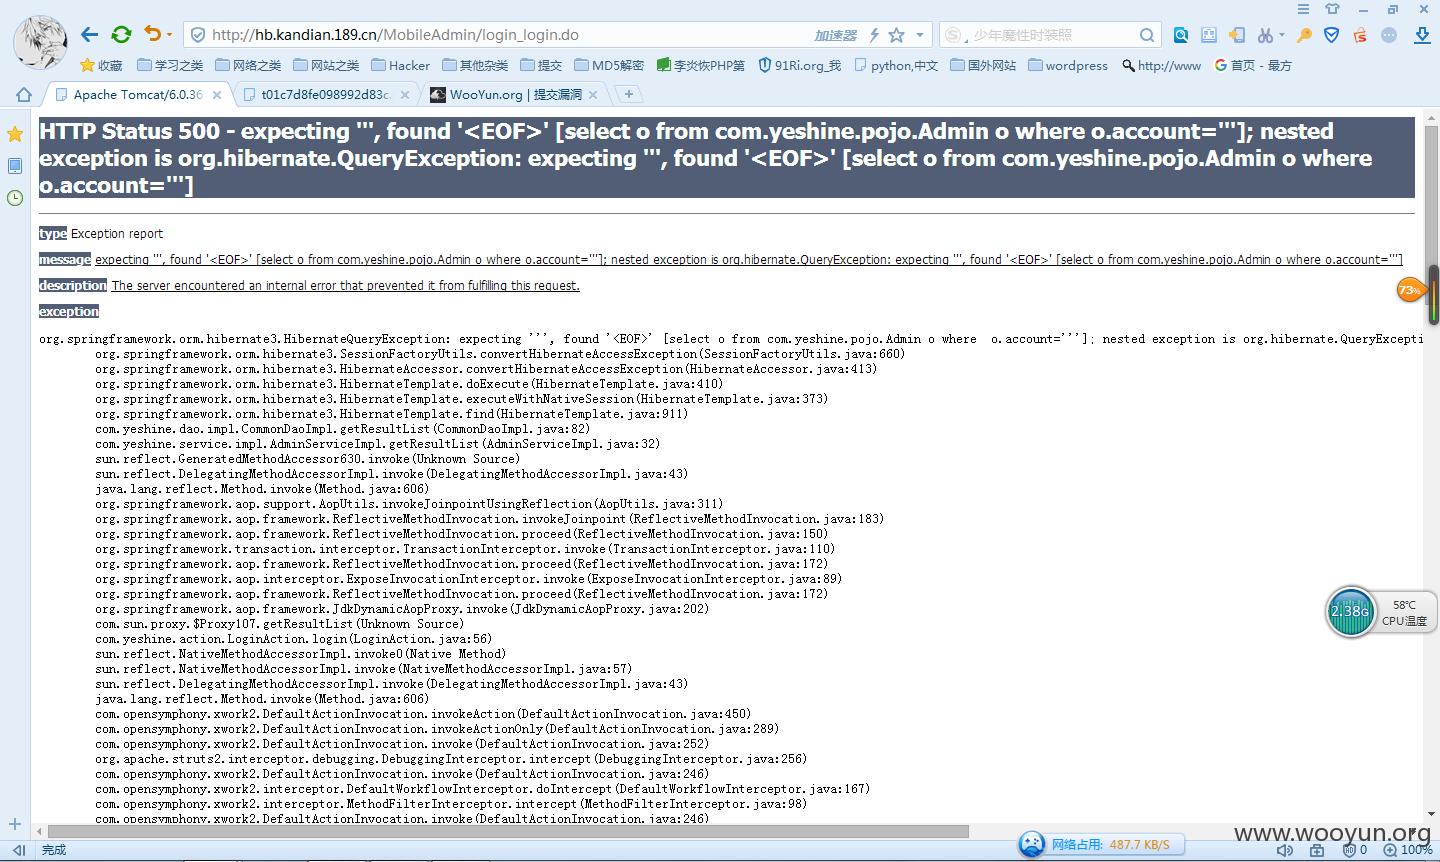 http://hb.kandian.189.cn/MobileAdmin/login_login.do
加速器
少年魔性时装照
收藏 学习之类 网络之类 网站之类 Hacker 其他杂类 提交 MD5解密 李炎恢PHP第 91Ri.org_我 python,中文 国外网站 wordpress http://www 首页 - 最方
Apache Tomcat/6.0.36 t01c7d8fe098992d83c. WooYun.org | 提交漏洞
HTTP Status 500 - expecting ''', found '<EOF>' [select o from com.yeshine.pojo.Admin o where o.account=''']; nested
exception is org.hibernate.QueryException: expecting ''', found '<EOF>' [select o from com.yeshine.pojo.Admin o where
o.account=''']
type Exception report
message expecting ''', found '<EOF>' [select o from com.yeshine.pojo.Admin o where o.account=''']; nested exception is org.hibernate.QueryException: expecting ''', found '<EOF>' [select o from com.yeshine.pojo.Admin o where o.account=''']
description The server encountered an internal error that prevented it from fulfilling this request.
73%
exception
org.springframework.orm.hibernate3.HibernateQueryException: expecting ''', found '<EOF>' [select o from com.yeshine.pojo.Admin o where  o.account=''']; nested exception is org.hibernate.QueryExcepti
org.springframework.orm.hibernate3.SessionFactoryUtils.convertHibernateAccessException(SessionFactoryUtils.java:660)
org.springframework.orm.hibernate3.HibernateAccessor.convertHibernateAccessException(HibernateAccessor.java:413)
org.springframework.orm.hibernate3.HibernateTemplate.doExecute(HibernateTemplate.java:410)
org.springframework.orm.hibernate3.HibernateTemplate.executeWithNativeSession(HibernateTemplate.java:373)
org.springframework.orm.hibernate3.HibernateTemplate.find(HibernateTemplate.java:911)
com.yeshine.dao.impl.CommonDaoImpl.getResultList(CommonDaoImpl.java:82)
com.yeshine.service.impl.AdminServiceImpl.getResultList(AdminServiceImpl.java:32)
sun.reflect.GeneratedMethodAccessor630.invoke(Unknown Source)
sun.reflect.DelegatingMethodAccessorImpl.invoke(DelegatingMethodAccessorImpl.java:43)
java.lang.reflect.Method.invoke(Method.java:606)
org.springframework.aop.support.AopUtils.invokeJoinpointUsingReflection(AopUtils.java:311)
org.springframework.aop.framework.ReflectiveMethodInvocation.invokeJoinpoint(ReflectiveMethodInvocation.java:183)
org.springframework.aop.framework.ReflectiveMethodInvocation.proceed(ReflectiveMethodInvocation.java:150)
org.springframework.transaction.interceptor.TransactionInterceptor.invoke(TransactionInterceptor.java:110)
org.springframework.aop.framework.ReflectiveMethodInvocation.proceed(ReflectiveMethodInvocation.java:172)
org.springframework.aop.interceptor.ExposeInvocationInterceptor.invoke(ExposeInvocationInterceptor.java:89)
org.springframework.aop.framework.ReflectiveMethodInvocation.proceed(ReflectiveMethodInvocation.java:172)
org.springframework.aop.framework.JdkDynamicAopProxy.invoke(JdkDynamicAopProxy.java:202)
com.sun.proxy.$Proxy107.getResultList(Unknown Source)
com.yeshine.action.LoginAction.login(LoginAction.java:56)
sun.reflect.NativeMethodAccessorImpl.invoke0(Native Method)
sun.reflect.NativeMethodAccessorImpl.invoke(NativeMethodAccessorImpl.java:57)
sun.reflect.DelegatingMethodAccessorImpl.invoke(DelegatingMethodAccessorImpl.java:43)
java.lang.reflect.Method.invoke(Method.java:606)
com.opensymphony.xwork2.DefaultActionInvocation.invokeAction(DefaultActionInvocation.java:450)
com.opensymphony.xwork2.DefaultActionInvocation.invokeActionOnly(DefaultActionInvocation.java:289)
com.opensymphony.xwork2.DefaultActionInvocation.invoke(DefaultActionInvocation.java:252)
org.apache.struts2.interceptor.debugging.DebuggingInterceptor.intercept(DebuggingInterceptor.java:256)
com.opensymphony.xwork2.DefaultActionInvocation.invoke(DefaultActionInvocation.java:246)
com.opensymphony.xwork2.interceptor.DefaultWorkflowInterceptor.doIntercept(DefaultWorkflowInterceptor.java:167)
com.opensymphony.xwork2.interceptor.MethodFilterInterceptor.intercept(MethodFilterInterceptor.java:98)
com.opensymphony.xwork2.DefaultActionInvocation.invoke(DefaultActionInvocation.java:246)
2.38G 58℃
CPU温度
www.wooyun.org
完成 网络占用: 487.7 KB/S 0 100%